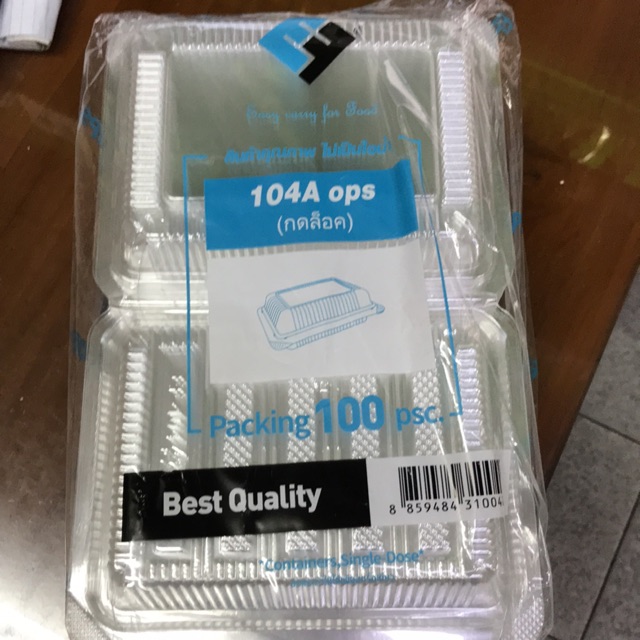 Easy messy for Food
104A ops
(กดล็อค)
Packing 100 psc.
Best Quality
8 859484 31004
"Containers,Single-Dose"